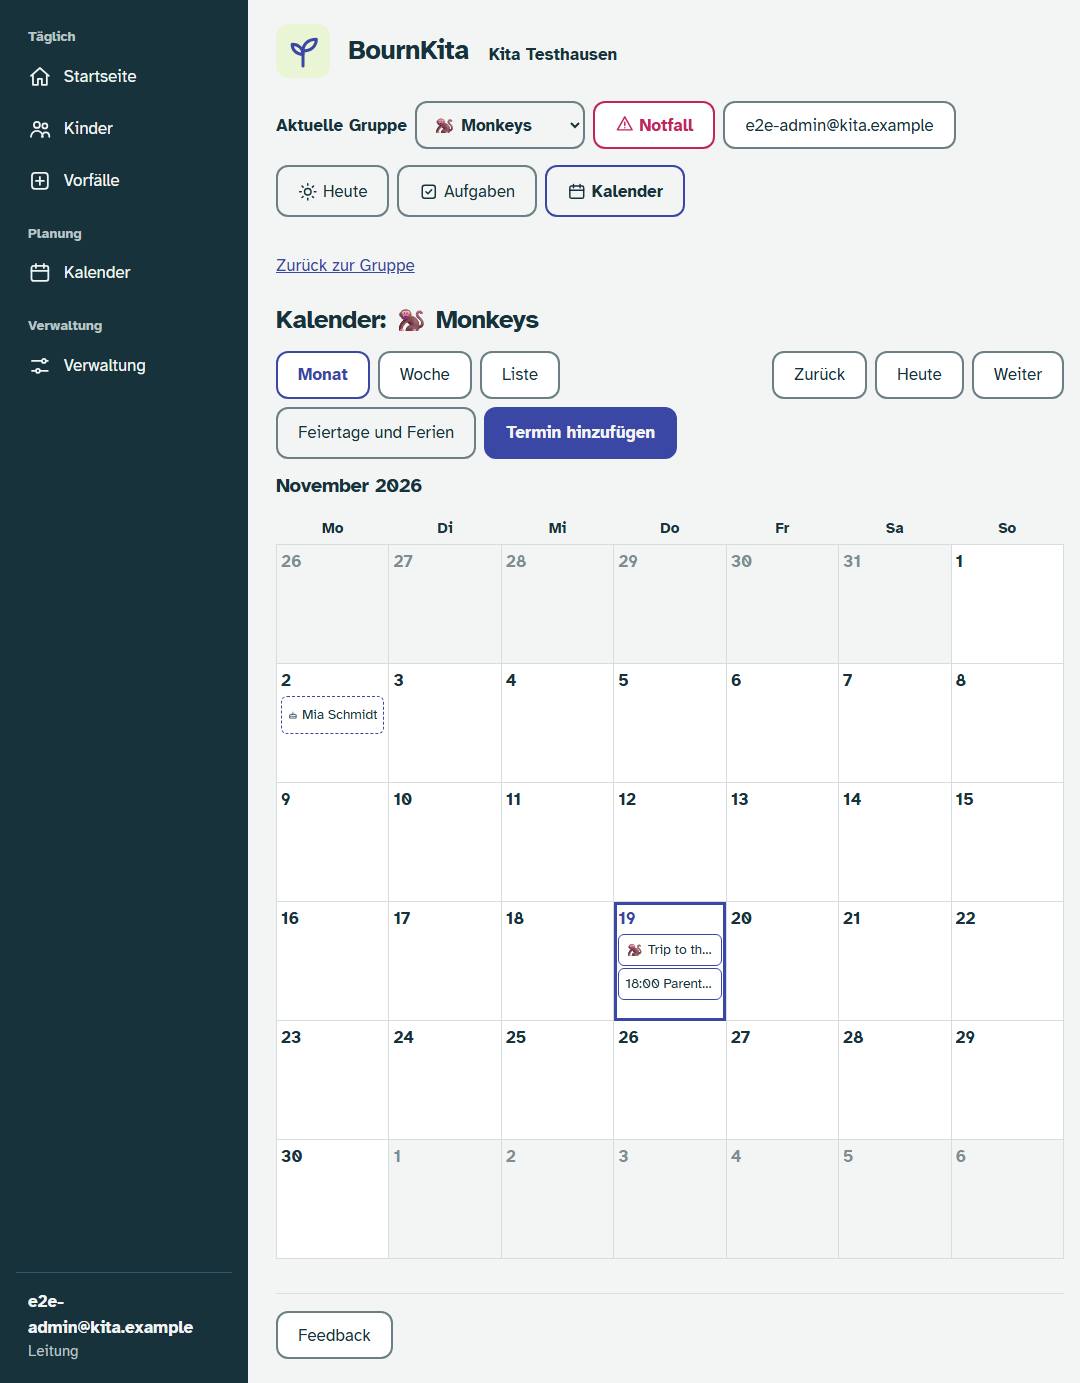 Täglich
Startseite
Kinder
Vorfälle
Planung
Kalender
Verwaltung
Verwaltung
e2e-
admin@kita.example
Leitung
BournKita Kita Testhausen
Aktuelle Gruppe Monkeys Notfall e2e-admin@kita.example
Heute Aufgaben Kalender
Zurück zur Gruppe
Kalender: Monkeys
Monat Woche Liste Zurück Heute Weiter
Feiertage und Ferien Termin hinzufügen
November 2026
Mo Di Mi Do Fr Sa So
26 27 28 29 30 31 1
2 3 4 5 6 7 8
Mia Schmidt
9 10 11 12 13 14 15
16 17 18 19 20 21 22
Trip to th...
18:00 Parent...
23 24 25 26 27 28 29
30 1 2 3 4 5 6
Feedback